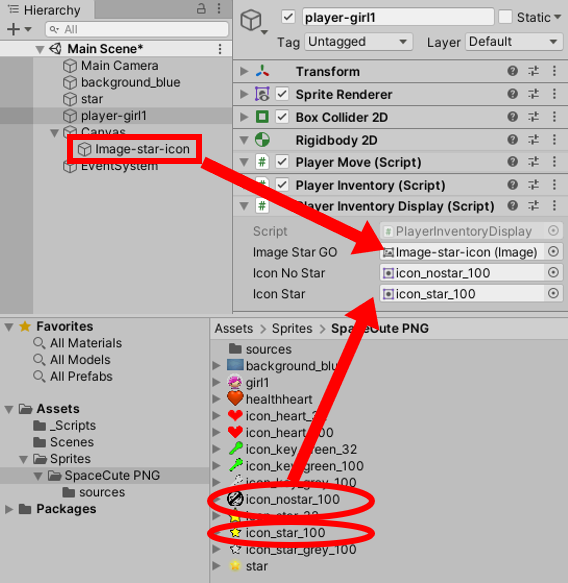 Hierarchy
All
Main Scene*
Main Camera
background_blue
star
player-girl1
Canvas
Image-star-icon
EventSystem
player-girl1
Static
Tag Untagged Layer Default
Transform
Sprite Renderer
Box Collider 2D
Rigidbody 2D
Player Move (Script)
Player Inventory (Script)
Player Inventory Display (Script)
Script PlayerInventoryDisplay
Image Star GO Image-star-icon (Image)
Icon No Star icon_nostar_100
Icon Star icon_star_100
Favorites
All Materials
All Models
All Prefabs
Assets
_Scripts
Scenes
Sprites
SpaceCute PNG
sources
Packages
Assets > Sprites > SpaceCute PNG
sources
background_blue
girl1
healthheart
icon_heart_3
icon_heart_100
icon_key_green_32
icon_key_green_100
icon_key_grey_100
icon_nostar_100
icon_star_32
icon_star_100
icon_star_grey_100
star